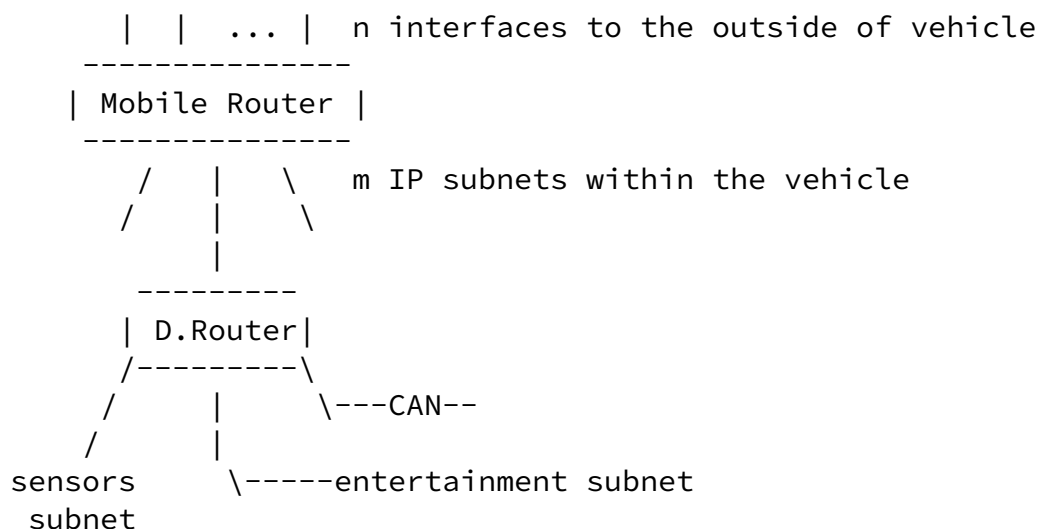 | | ... | n interfaces to the outside of vehicle
---------------
| Mobile Router |
---------------
/ | \ m IP subnets within the vehicle
/ | \
|
---------
| D.Router|
/---------\
/ | \---CAN--
/ |
sensors \-----entertainment subnet
subnet